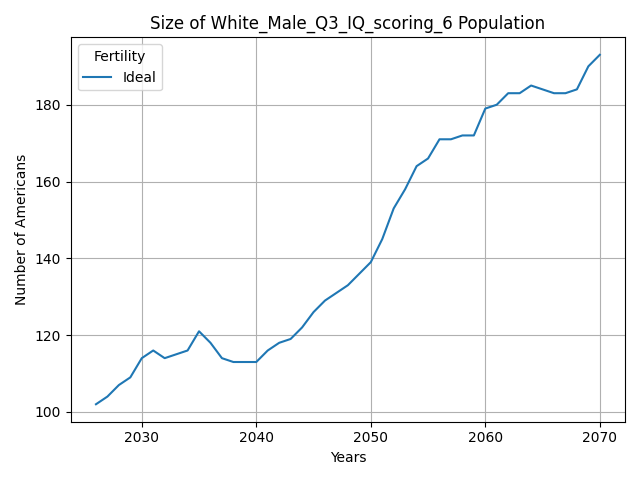 Size of White_Male_Q3_IQ_scoring_6 Population
Fertility
Ideal
Number of Americans
180
160
140
120
100
2030 2040 2050 2060 2070
Years